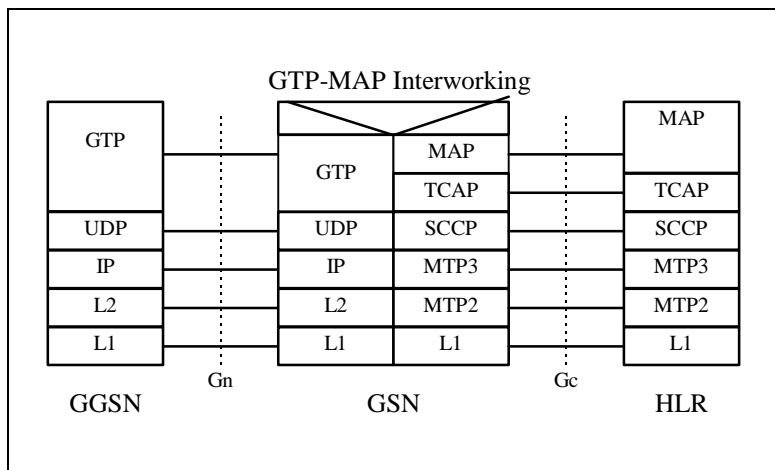 GTP-MAP Interworking
GTP
GTP
MAP
MAP
TCAP
TCAP
UDP
UDP
SCCP
SCCP
IP
IP
MTP3
MTP3
L2
L2
MTP2
MTP2
L1
L1
L1
L1
Gn
Gc
GGSN
GSN
HLR